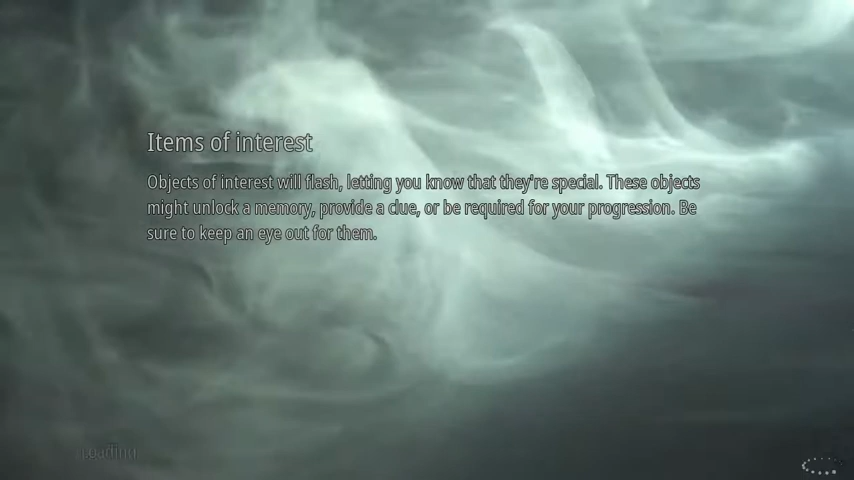 Items of interest
Objects of interest will flash, letting you know that they're special. These objects
might unlock a memory, provide a clue, or be required for your progression. Be
sure to keep an eye out for them.
Loading